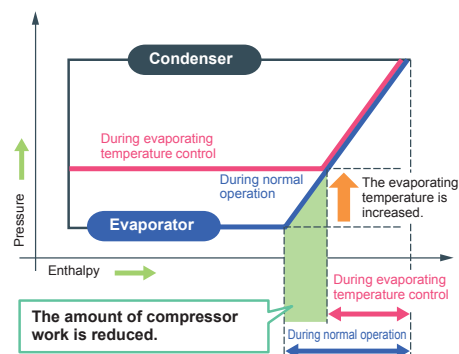 Condenser
During evaporating
temperature control
During normal
operation
The evaporating
temperature is
increased.
Pressure
Evaporator
Enthalpy
During evaporating
temperature control
The amount of compressor
work is reduced.
During normal operation